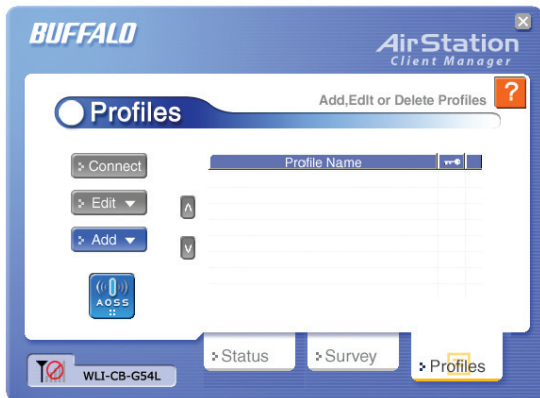 BUFFALO
AirStation
Client Manager
Profiles
Add,EdIt or Delete Profiles
?
Connect
Edit
Add
AOSS
Profile Name
Status
Survey
Profiles
WLI-CB-G54L